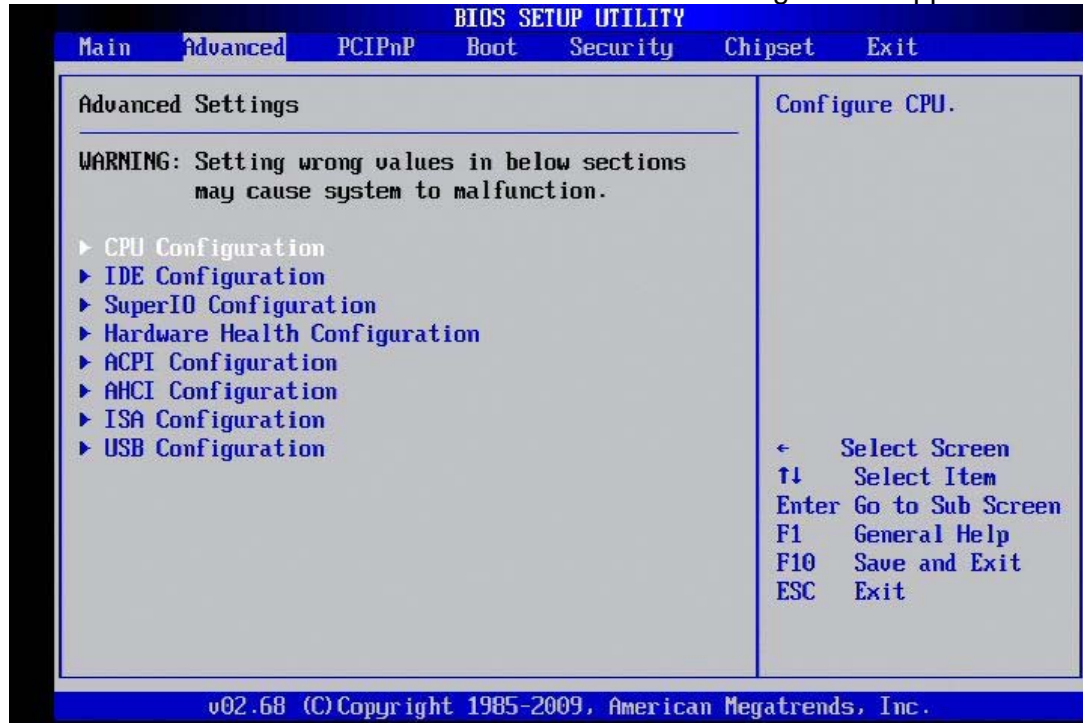 BIOS SETUP UTILITY
Main Advanced PCIPnP Boot Security Chipset Exit
Advanced Settings
WARNING: Setting wrong values in below sections
may cause system to malfunction.
▶ CPU Configuration
▶ IDE Configuration
▶ SuperIO Configuration
▶ Hardware Health Configuration
▶ ACPI Configuration
▶ AHCI Configuration
▶ ISA Configuration
▶ USB Configuration
Configure CPU.
← Select Screen
↑↓ Select Item
Enter Go to Sub Screen
F1 General Help
F10 Save and Exit
ESC Exit
v02.68 (C)Copyright 1985-2009, American Megatrends, Inc.